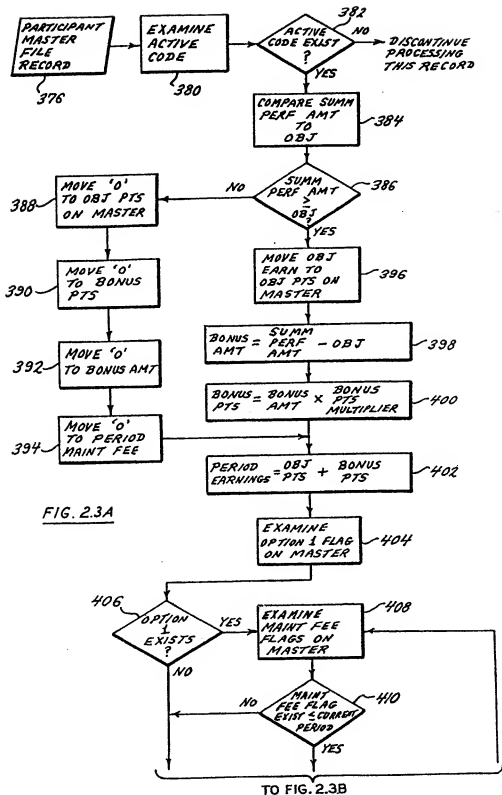 PARTICIPANT
MASTER
FILE
RECORD
376
EXAMINE
ACTIVE
CODE
380
382
ACTIVE
CODE EXIST
?
NO
DISCONTINUE
PROCESSING
THIS RECORD
YES
COMPARE SUMM
PERF AMT
TO
OBJ
384
SUMM
PERF AMT
≥
OBJ
?
386
NO
YES
388
MOVE 'O'
TO OBJ PTS
ON MASTER
390
MOVE 'O'
TO BONUS
PTS
392
MOVE 'O'
TO BONUS AMT
394
MOVE 'O'
TO PERIOD
MAINT FEE
MOVE OBJ
EARN TO
OBJ PTS ON
MASTER
396
BONUS AMT = SUMM PERF AMT - OBJ
398
BONUS PTS = BONUS AMT × BONUS PTS MULTIPLIER
400
PERIOD EARNINGS = OBJ PTS + BONUS PTS
402
FIG. 2.3A
EXAMINE
OPTION 1 FLAG
ON MASTER
404
406
OPTION
1
EXISTS
?
YES
NO
EXAMINE
MAINT FEE
FLAGS ON
MASTER
408
MAINT
FEE FLAG
EXIST ≤ CURRENT
PERIOD
410
NO
YES
TO FIG. 2.3B